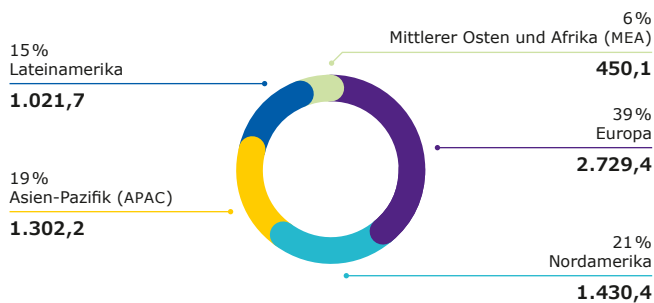 6 %
Mittlerer Osten und Afrika (MEA)
450,1
15 %
Lateinamerika
1.021,7
39 %
Europa
2.729,4
19 %
Asien-Pazifik (APAC)
1.302,2
21 %
Nordamerika
1.430,4